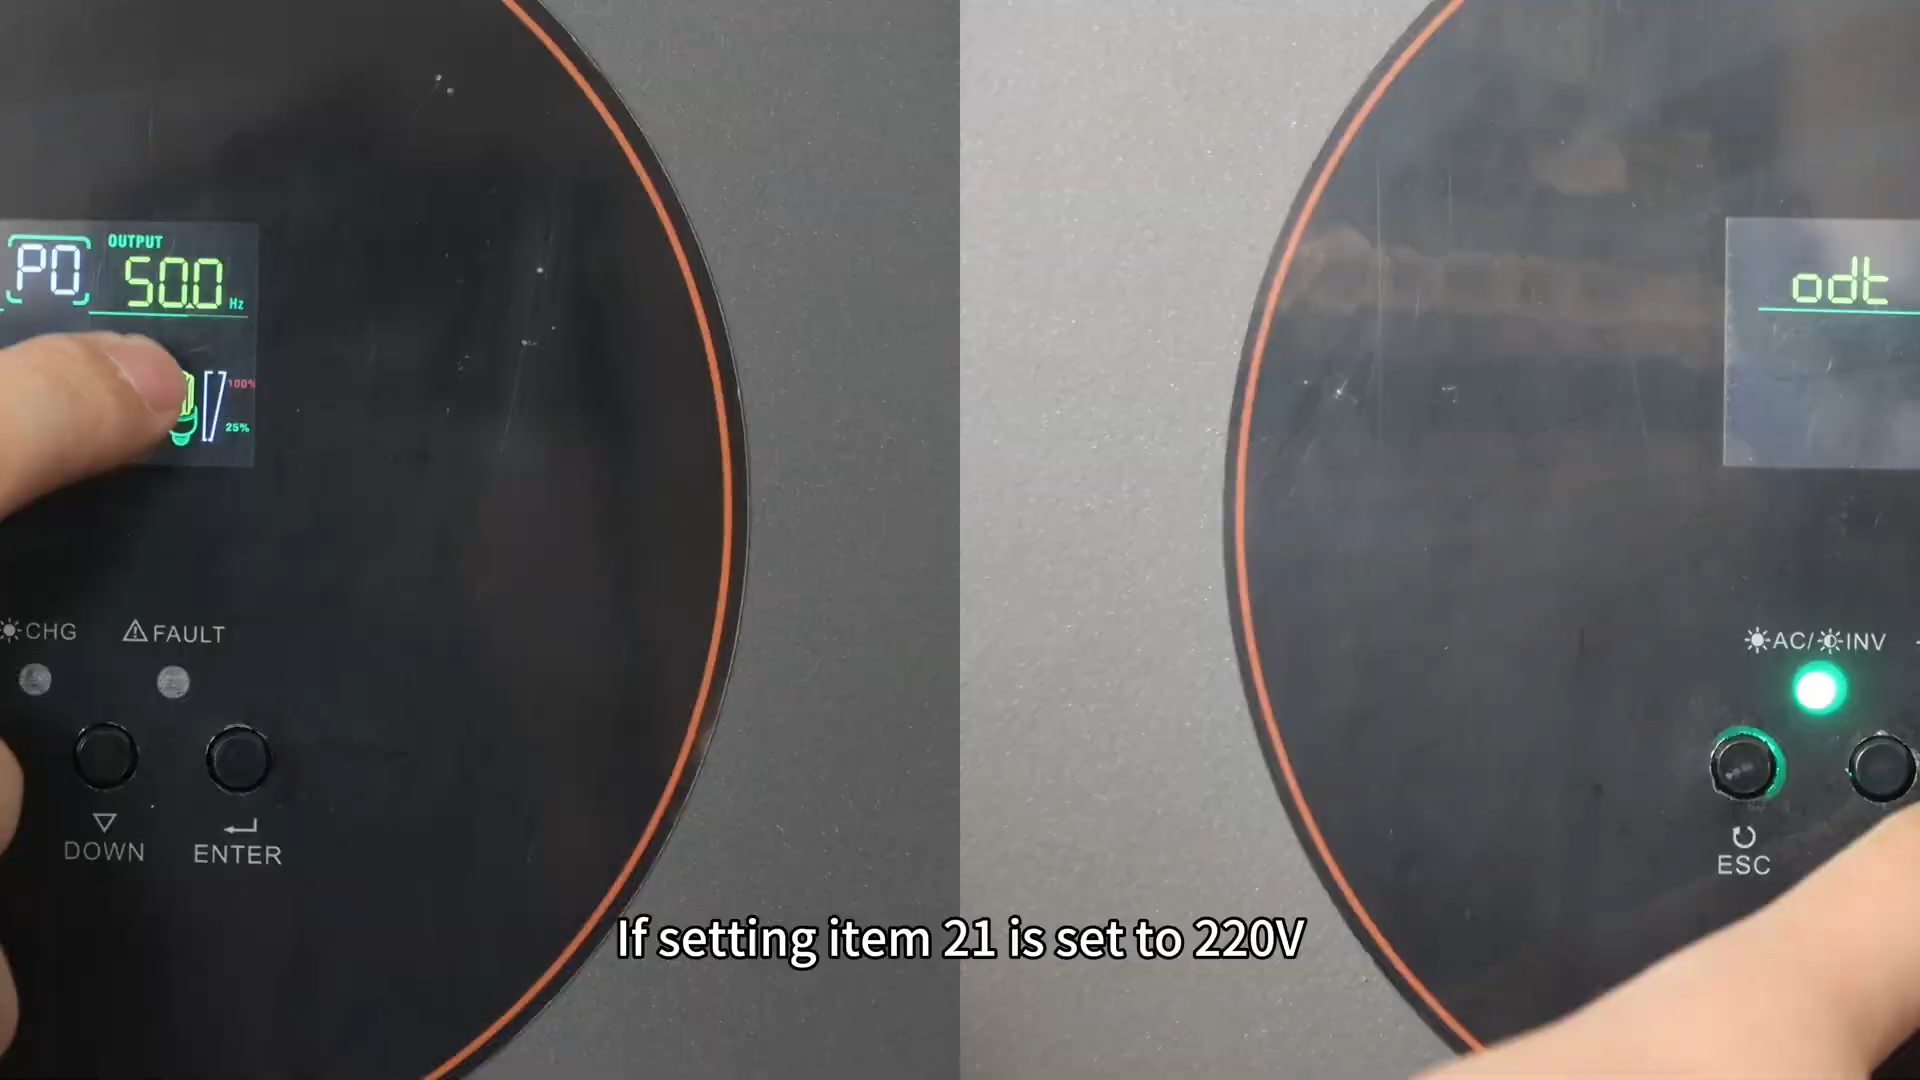 P0
OUTPUT
50.0 Hz
100%
25%
CHG
FAULT
DOWN
ENTER
odt
AC/INV
ESC
If setting item 21 is set to 220V